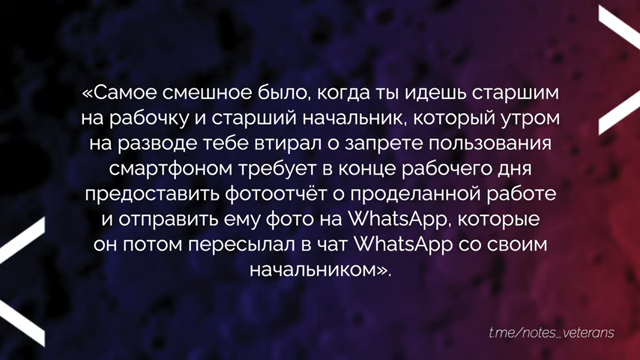 «Самое смешное было, когда ты идешь старшим
на рабочку и старший начальник, который утром
на разводе тебе втирал о запрете пользования
смартфоном требует в конце рабочего дня
предоставить фотоотчёт о проделанной работе
и отправить ему фото на WhatsApp, которые
он потом пересылал в чат WhatsApp со своим
начальником».
t.me/notes_veterans